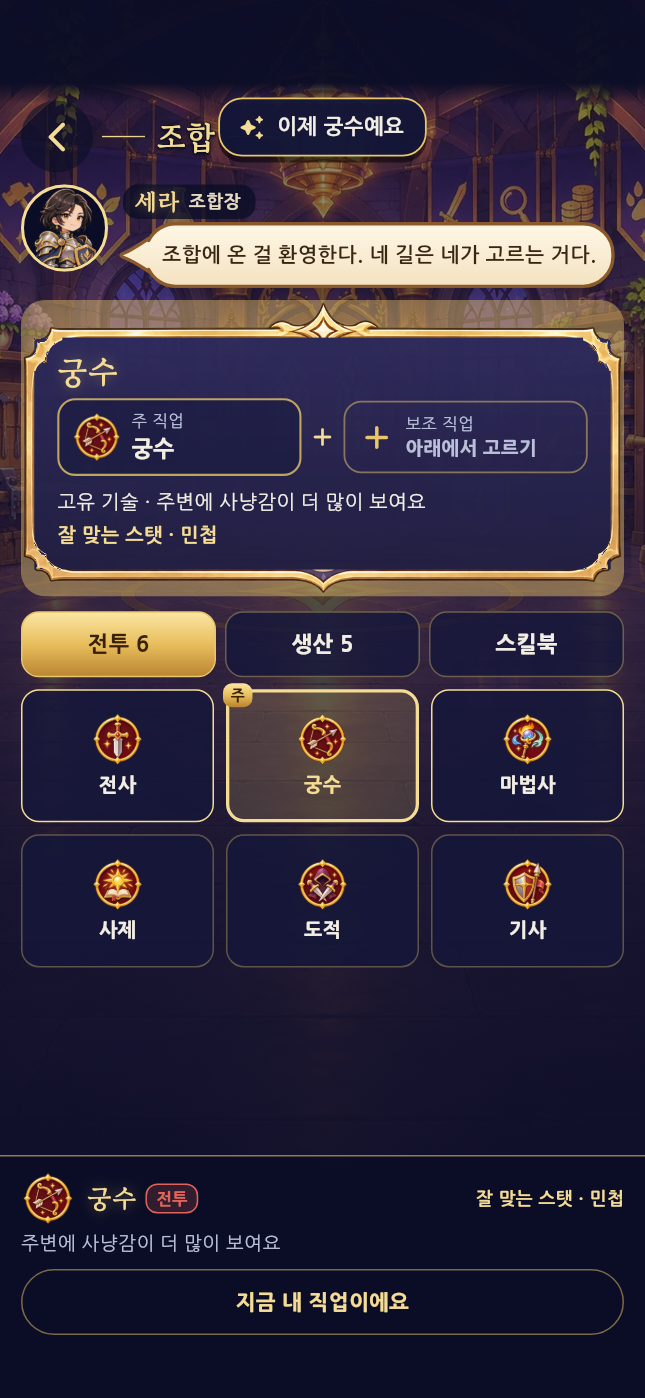 조합
이제 궁수예요
세라 조합장
조합에 온 걸 환영한다. 네 길은 네가 고르는 거다.
궁수
주 직업
궁수
+
보조 직업
아래에서 고르기
고유 기술 · 주변에 사냥감이 더 많이 보여요
잘 맞는 스탯 · 민첩
전투 6
생산 5
스킬북
주
전사
궁수
마법사
사제
도적
기사
궁수 전투
잘 맞는 스탯 · 민첩
주변에 사냥감이 더 많이 보여요
지금 내 직업이에요